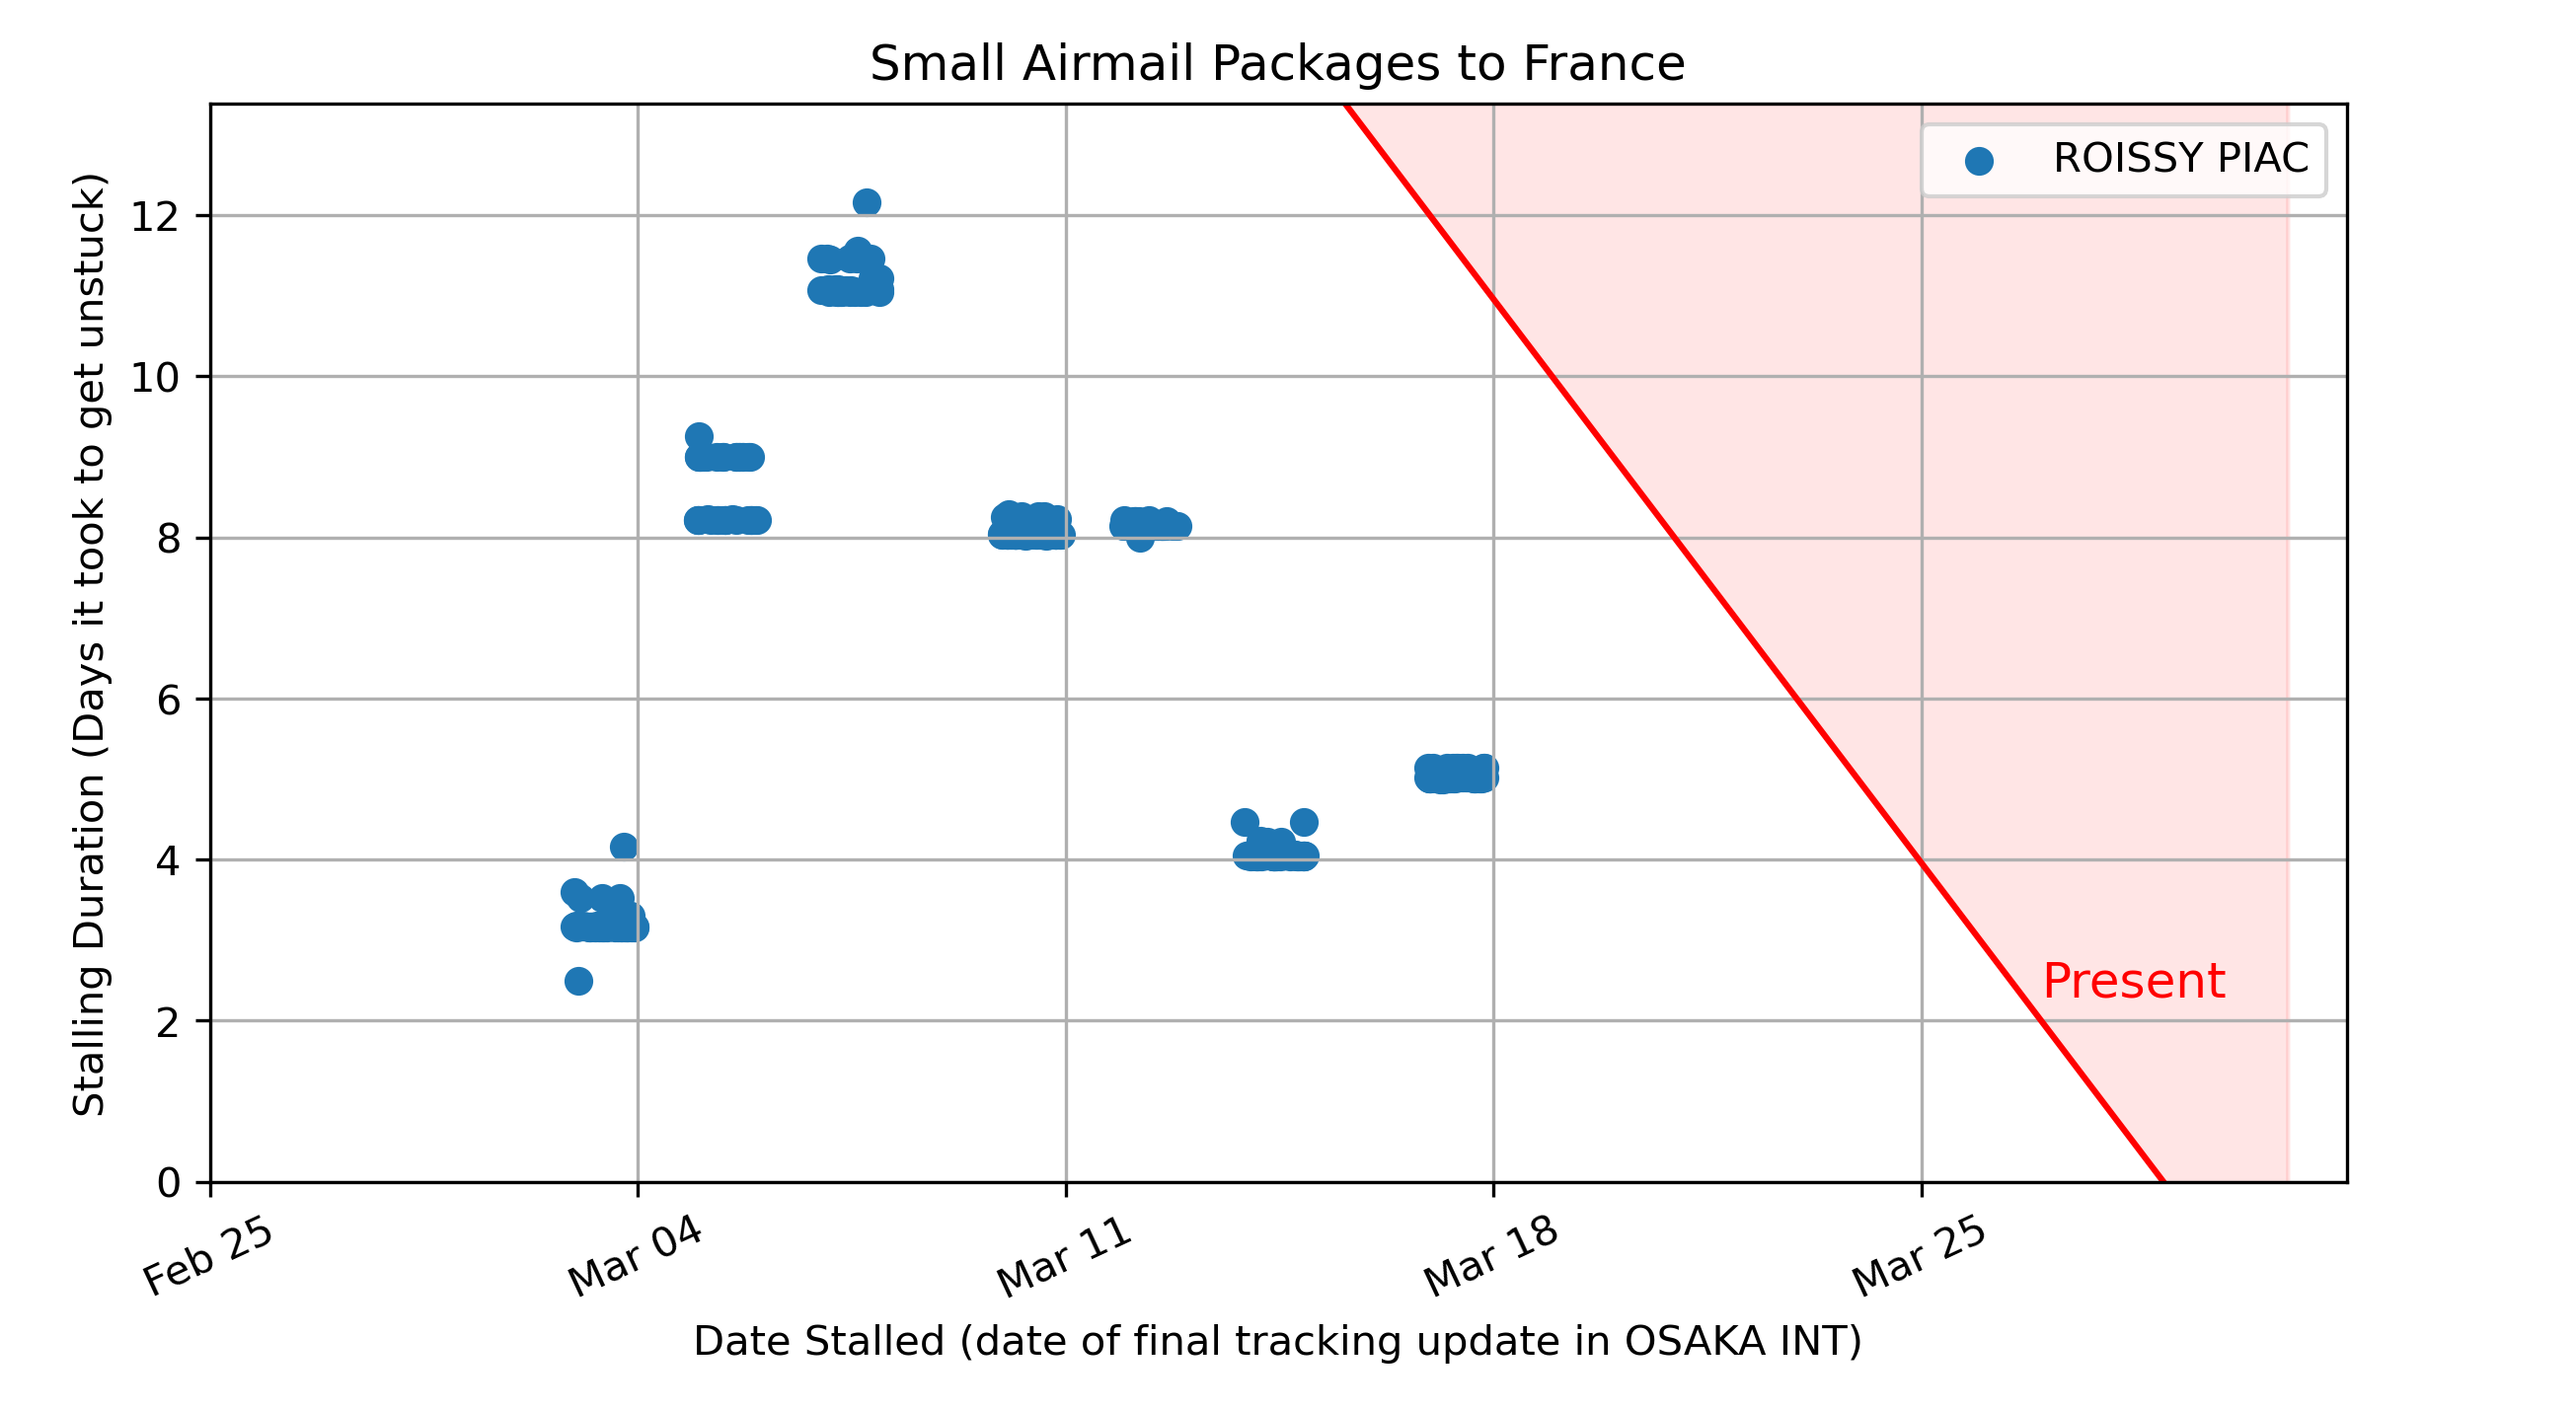 Small Airmail Packages to France
ROISSY PIAC
Stalling Duration (Days it took to get unstuck)
12
10
8
6
4
2
0
Present
Feb 25
Mar 04
Mar 11
Mar 18
Mar 25
Date Stalled (date of final tracking update in OSAKA INT)